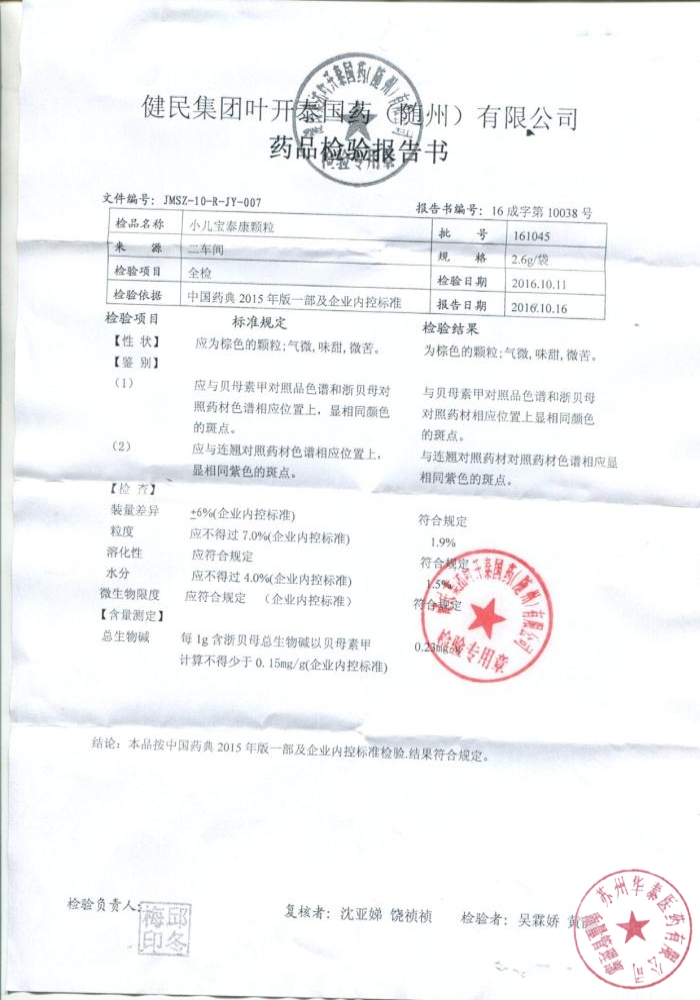 健民集团叶开泰国药（随州）有限公司
药品检验报告书
文件编号：JMSZ-10-R-JY-007
报告书编号：16成字第10038号
检品名称 小儿宝泰康颗粒 批 号 161045
来 源 二车间 规 格 2.6g/袋
检验项目 全检 检验日期 2016.10.11
检验依据 中国药典2015年版一部及企业内控标准 报告日期 2016.10.16
检验项目 标准规定 检验结果
【性 状】 应为棕色的颗粒;气微,味甜,微苦。 为棕色的颗粒;气微,味甜,微苦。
【鉴 别】
（1） 应与贝母素甲对照品色谱和浙贝母对 与贝母素甲对照品色谱和浙贝母
照药材色谱相应位置上，显相同颜色 对照药材相应位置上显相同颜色
的斑点。 的斑点。
（2） 应与连翘对照药材色谱相应位置上， 与连翘对照药材对照药材色谱相应显
显相同紫色的斑点。 相同紫色的斑点。
【检 查】
装量差异 ±6%(企业内控标准) 符合规定
粒度 应不得过7.0%(企业内控标准) 1.9%
溶化性 应符合规定 符合规定
水分 应不得过4.0%(企业内控标准) 1.5%
微生物限度 应符合规定 （企业内控标准） 符合规定
【含量测定】
总生物碱 每1g含浙贝母总生物碱以贝母素甲 0.23mg
计算不得少于0.15mg/g(企业内控标准)
检验专用章
结论：本品按中国药典2015年版一部及企业内控标准检验,结果符合规定。
检验负责人： 邱冬梅印 复核者：沈亚娣 饶祯祯 检验者：吴霖娇 黄
苏州华泰医药有限公司